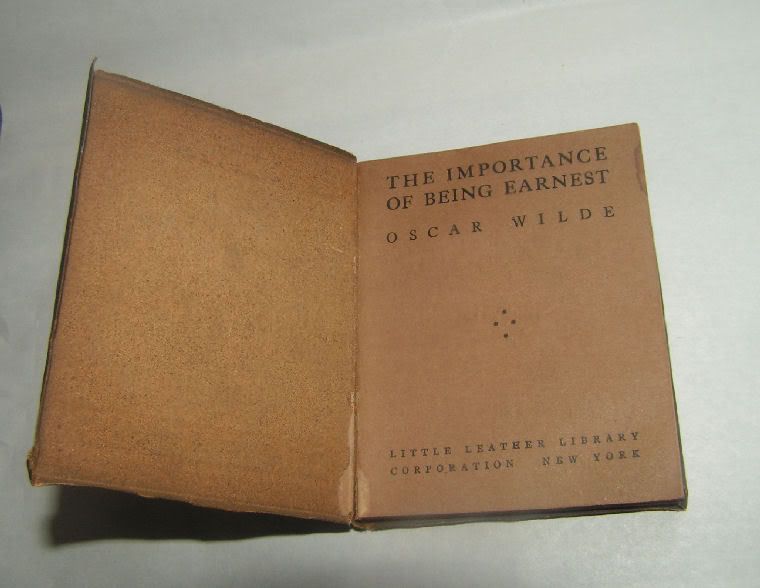 THE IMPORTANCE
OF BEING EARNEST
OSCAR WILDE
LITTLE LEATHER LIBRARY
CORPORATION NEW YORK